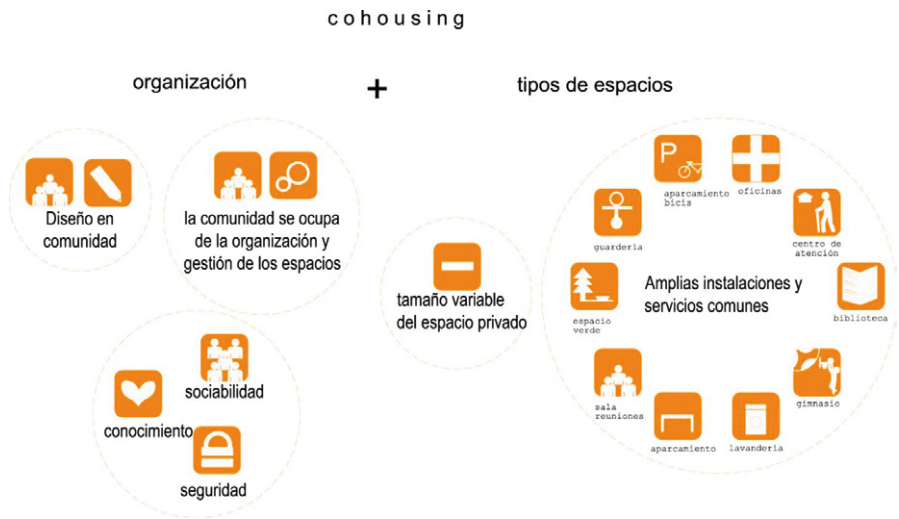 cohousing
organización
+
tipos de espacios
Diseño en
comunidad
la comunidad se ocupa
de la organización y
gestión de los espacios
sociabilidad
conocimiento
seguridad
tamaño variable
del espacio privado
P
aparcamiento
bicis
oficinas
guardería
centro de
atención
espacio
verde
Amplias instalaciones y
servicios comunes
biblioteca
sala
reuniones
gimnasio
aparcamiento
lavandería